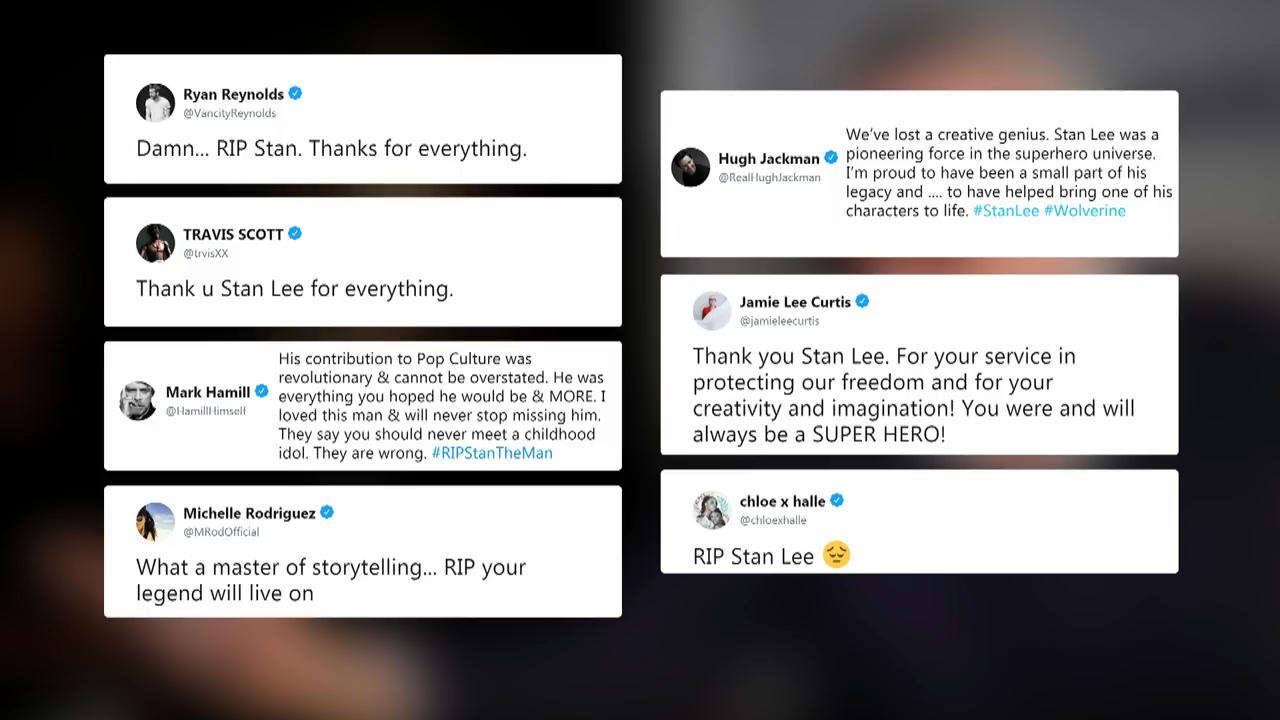 Ryan Reynolds
@VancityReynolds
Damn... RIP Stan. Thanks for everything.
TRAVIS SCOTT
@trvisXX
Thank u Stan Lee for everything.
Mark Hamill
@HamillHimself
His contribution to Pop Culture was
revolutionary & cannot be overstated. He was
everything you hoped he would be & MORE. I
loved this man & will never stop missing him.
They say you should never meet a childhood
idol. They are wrong. #RIPStanTheMan
Michelle Rodriguez
@MRodOfficial
What a master of storytelling... RIP your
legend will live on
Hugh Jackman
@RealHughJackman
We've lost a creative genius. Stan Lee was a
pioneering force in the superhero universe.
I'm proud to have been a small part of his
legacy and .... to have helped bring one of his
characters to life. #StanLee #Wolverine
Jamie Lee Curtis
@jamieleecurtis
Thank you Stan Lee. For your service in
protecting our freedom and for your
creativity and imagination! You were and will
always be a SUPER HERO!
chloe x halle
@chloexhalle
RIP Stan Lee 😔